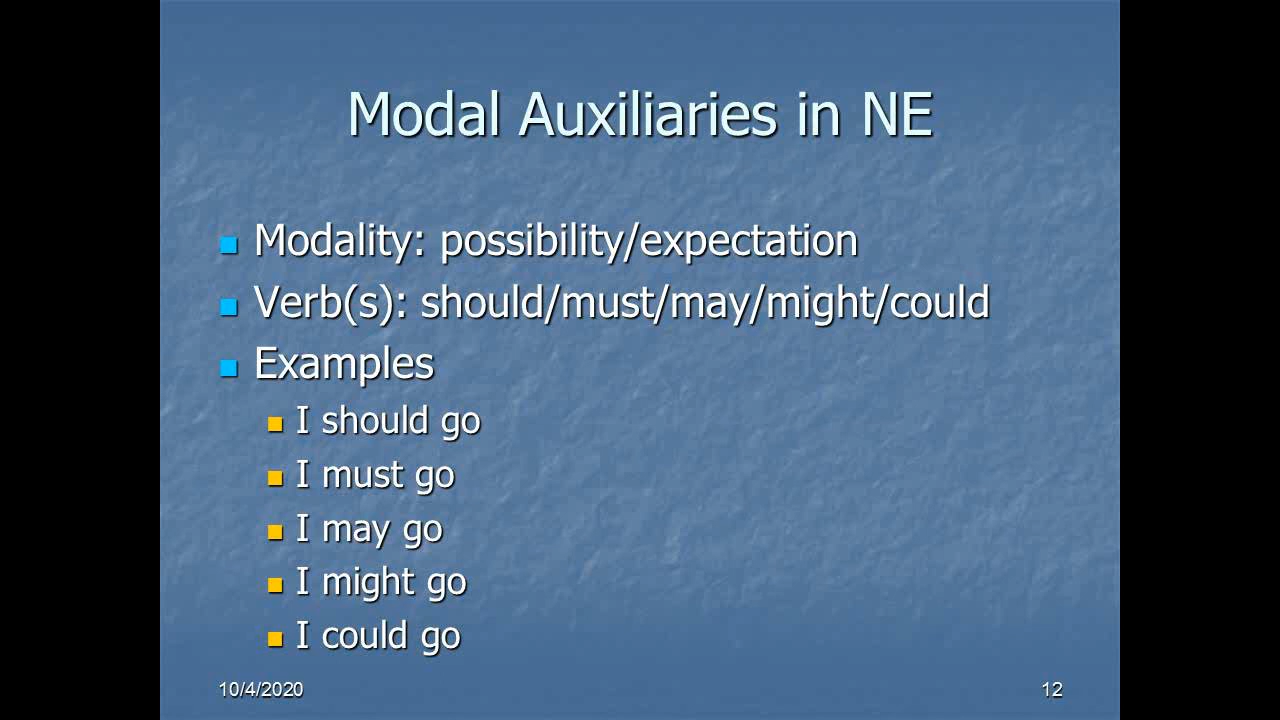 Modal Auxiliaries in NE
Modality: possibility/expectation
Verb(s): should/must/may/might/could
Examples
I should go
I must go
I may go
I might go
I could go
10/4/2020
12